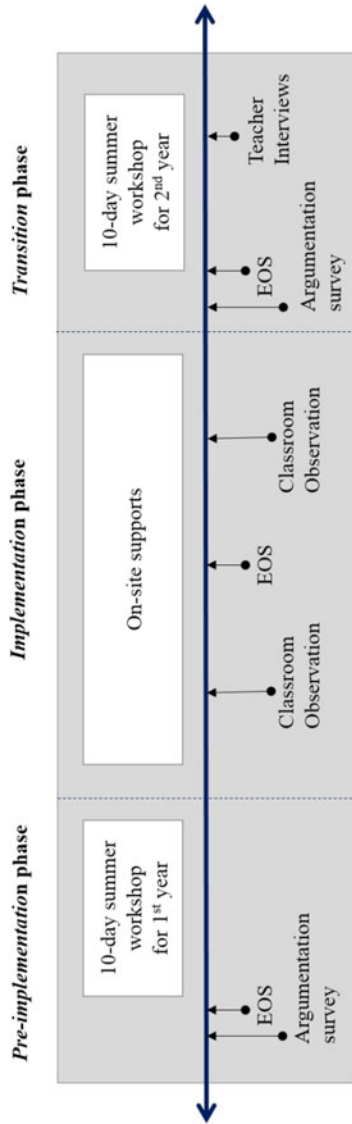 Pre-implementation phase
Implementation phase
Transition phase
10-day summer
workshop
for 1st year
On-site supports
10-day summer
workshop
for 2nd year
EOS
Argumentation
survey
Classroom
Observation
EOS
Classroom
Observation
EOS
Argumentation
survey
Teacher
Interviews